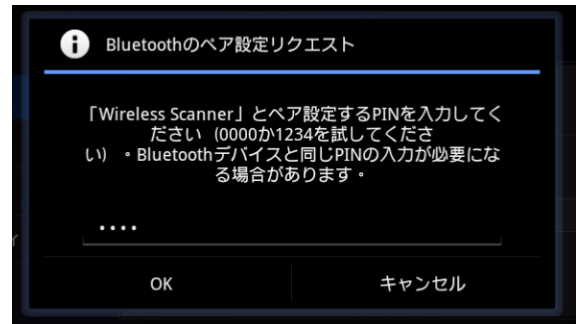 Bluetoothのペア設定リクエスト
「Wireless Scanner」とペア設定するPINを入力してく
ださい（0000か1234を試してくださ
い）。Bluetoothデバイスと同じPINの入力が必要にな
る場合があります。
････
OK
キャンセル
ィ